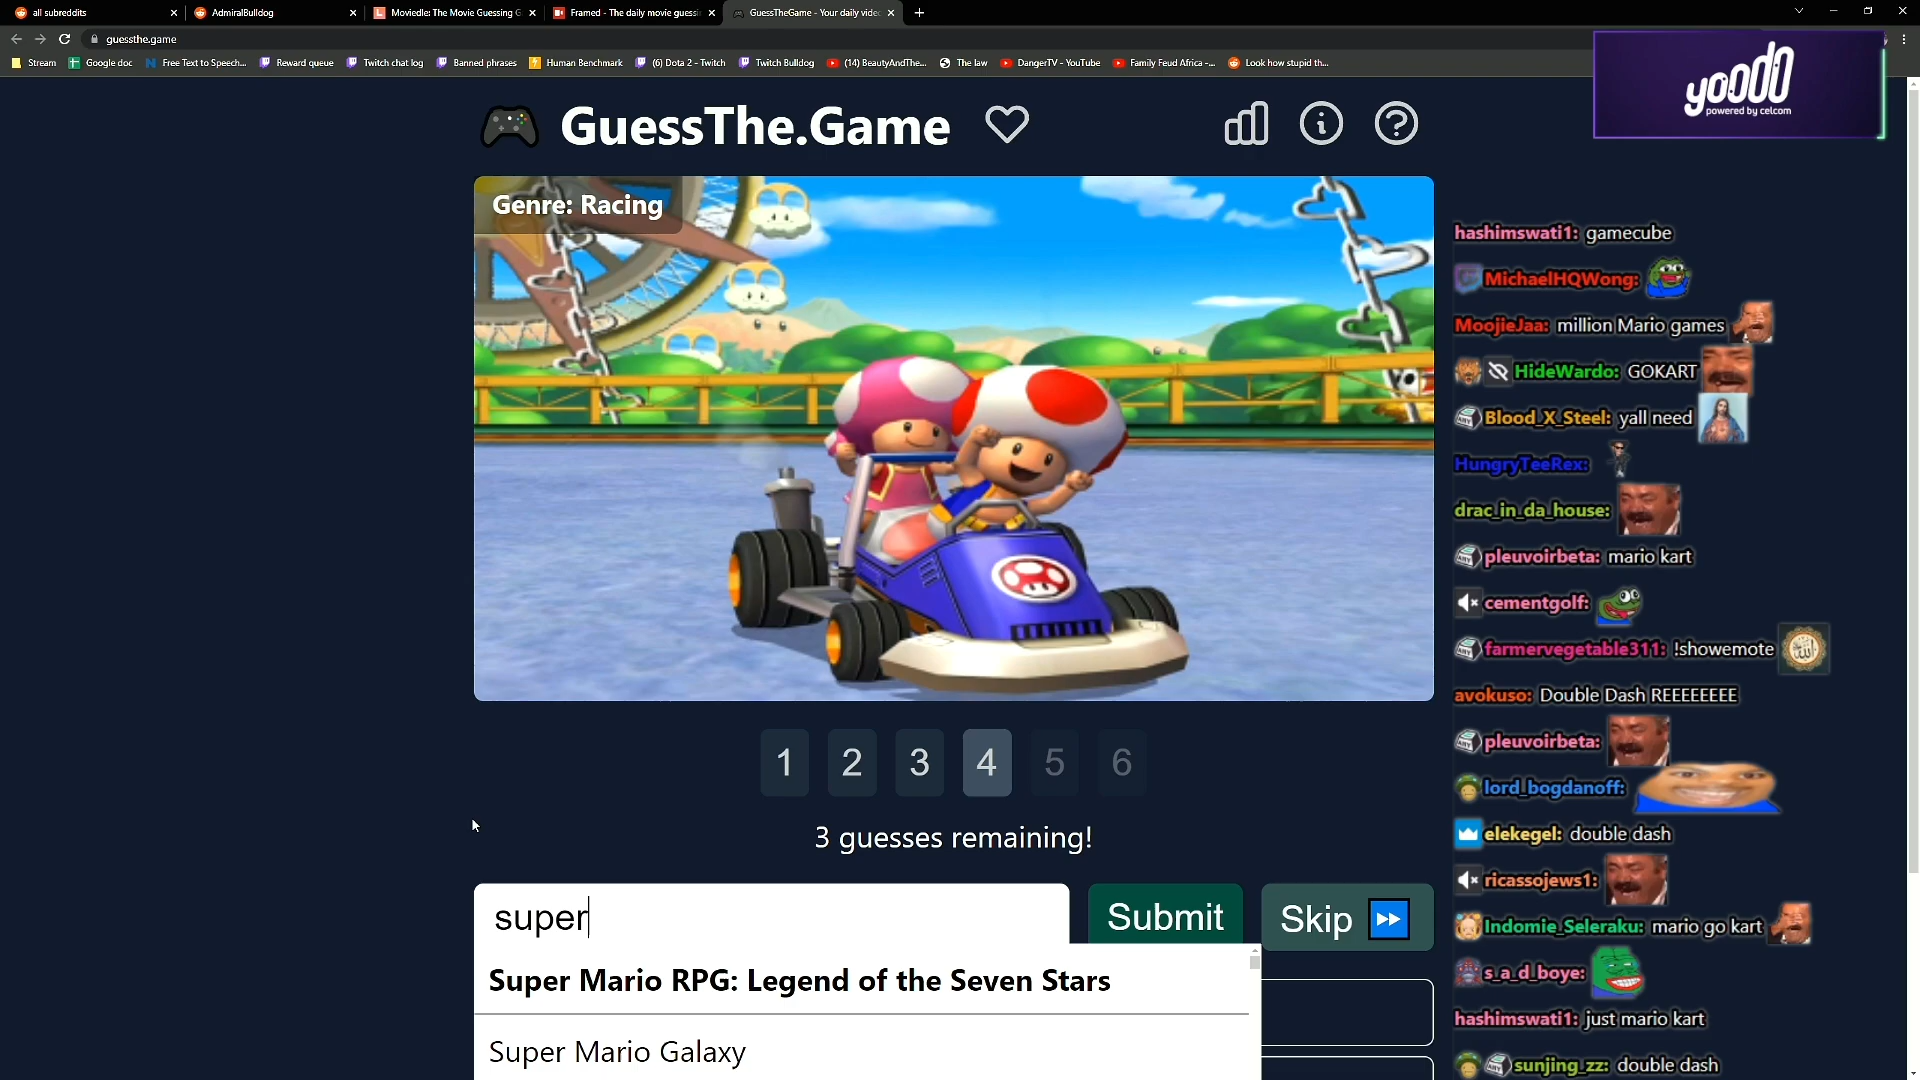 all subreddits
AdmiralBulldog
Moviedle: The Movie Guessing G
Framed - The daily movie guessi
GuessTheGame - Your daily video
guessthe.game
Stream
Google doc
Free Text to Speech...
Reward queue
Twitch chat log
Banned phrases
Human Benchmark
(6) Dota 2 - Twitch
Twitch Bulldog
(14) BeautyAndThe...
The law
DangerTV - YouTube
Family Feud Africa -...
Look how stupid th...
yoodo
powered by celcom
GuessThe.Game
Genre: Racing
1 2 3 4 5 6
3 guesses remaining!
super
Submit
Skip
Super Mario RPG: Legend of the Seven Stars
Super Mario Galaxy
hashimswati1: gamecube
MichaelHQWong:
MoojieJaa: million Mario games
HideWardo: GOKART
Blood_X_Steel: yall need
HungryTeeRex:
drac_in_da_house:
pleuvoirbeta: mario kart
cementgolf:
farmervegetable311: !showemote
avokuso: Double Dash REEEEEEEE
pleuvoirbeta:
lord_bogdanoff:
elekegel: double dash
ricassojews1:
Indomie_Seleraku: mario go kart
s_a_d_boye:
hashimswati1: just mario kart
sunjing_zz: double dash